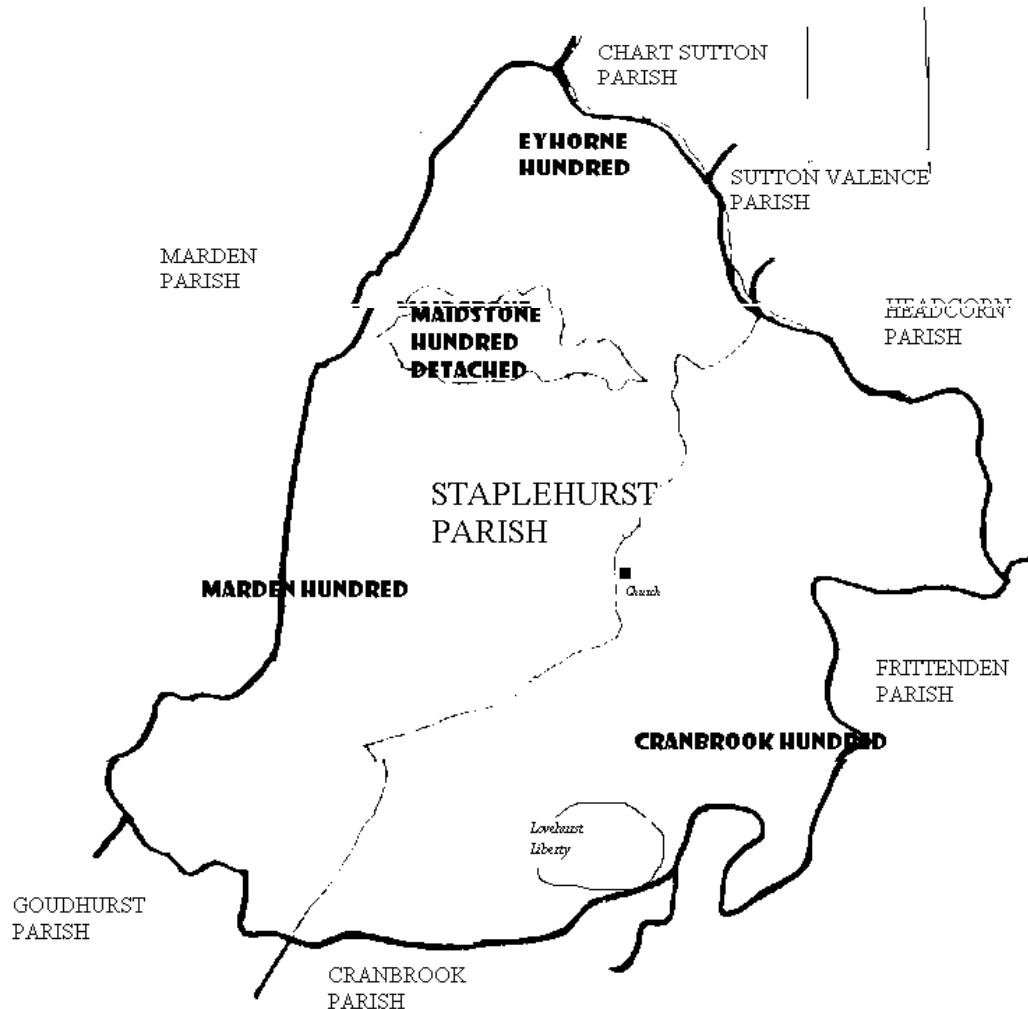 CHART SUTTON
PARISH
EYHORNE
HUNDRED
SUTTON VALENCE
PARISH
MARDEN
PARISH
HEADCORN
PARISH
MAIDSTONE
HUNDRED
DETACHED
STAPLEHURST
PARISH
Church
MARDEN HUNDRED
FRITTENDEN
PARISH
CRANBROOK HUNDRED
Lovehurst
Liberty
GOUDHURST
PARISH
CRANBROOK
PARISH